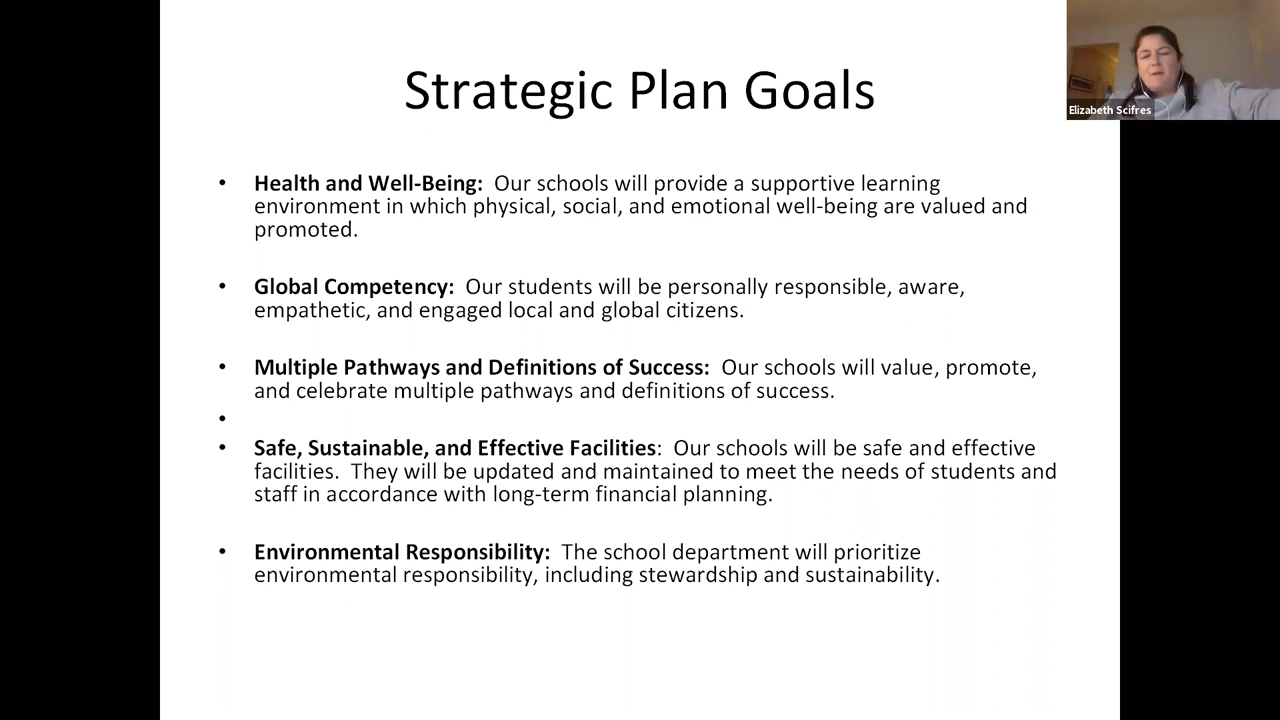 Strategic Plan Goals
Elizabeth Scifres
• Health and Well-Being:  Our schools will provide a supportive learning
environment in which physical, social, and emotional well-being are valued and
promoted.
• Global Competency:  Our students will be personally responsible, aware,
empathetic, and engaged local and global citizens.
• Multiple Pathways and Definitions of Success:  Our schools will value, promote,
and celebrate multiple pathways and definitions of success.
•
• Safe, Sustainable, and Effective Facilities:  Our schools will be safe and effective
facilities.  They will be updated and maintained to meet the needs of students and
staff in accordance with long-term financial planning.
• Environmental Responsibility:  The school department will prioritize
environmental responsibility, including stewardship and sustainability.